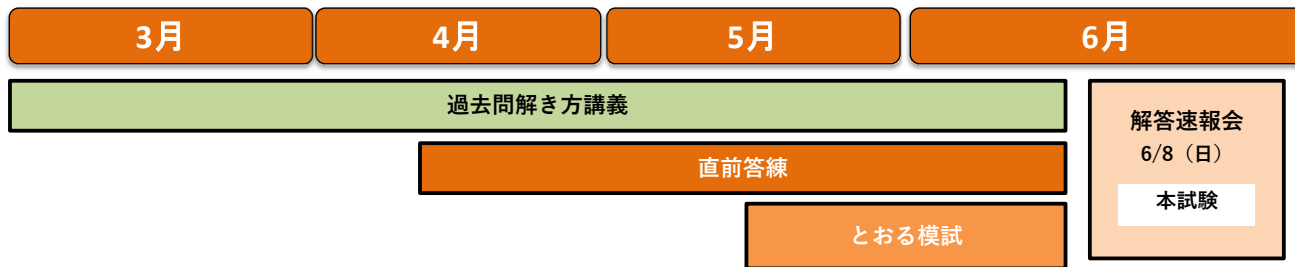 3月 4月 5月 6月
過去問解き方講義
直前答練
とおる模試
解答速報会
6/8（日）
本試験